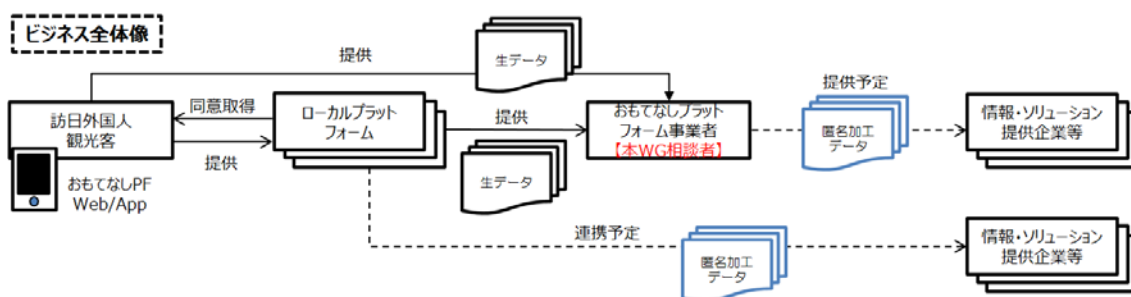 ビジネス全体像
提供
生データ
同意取得
訪日外国人
観光客
提供
ローカルプラット
フォーム
提供
生データ
おもてなしプラット
フォーム事業者
【本WG相談者】
提供予定
匿名加工
データ
情報・ソリューション
提供企業等
おもてなしPF
Web/App
連携予定
匿名加工
データ
情報・ソリューション
提供企業等